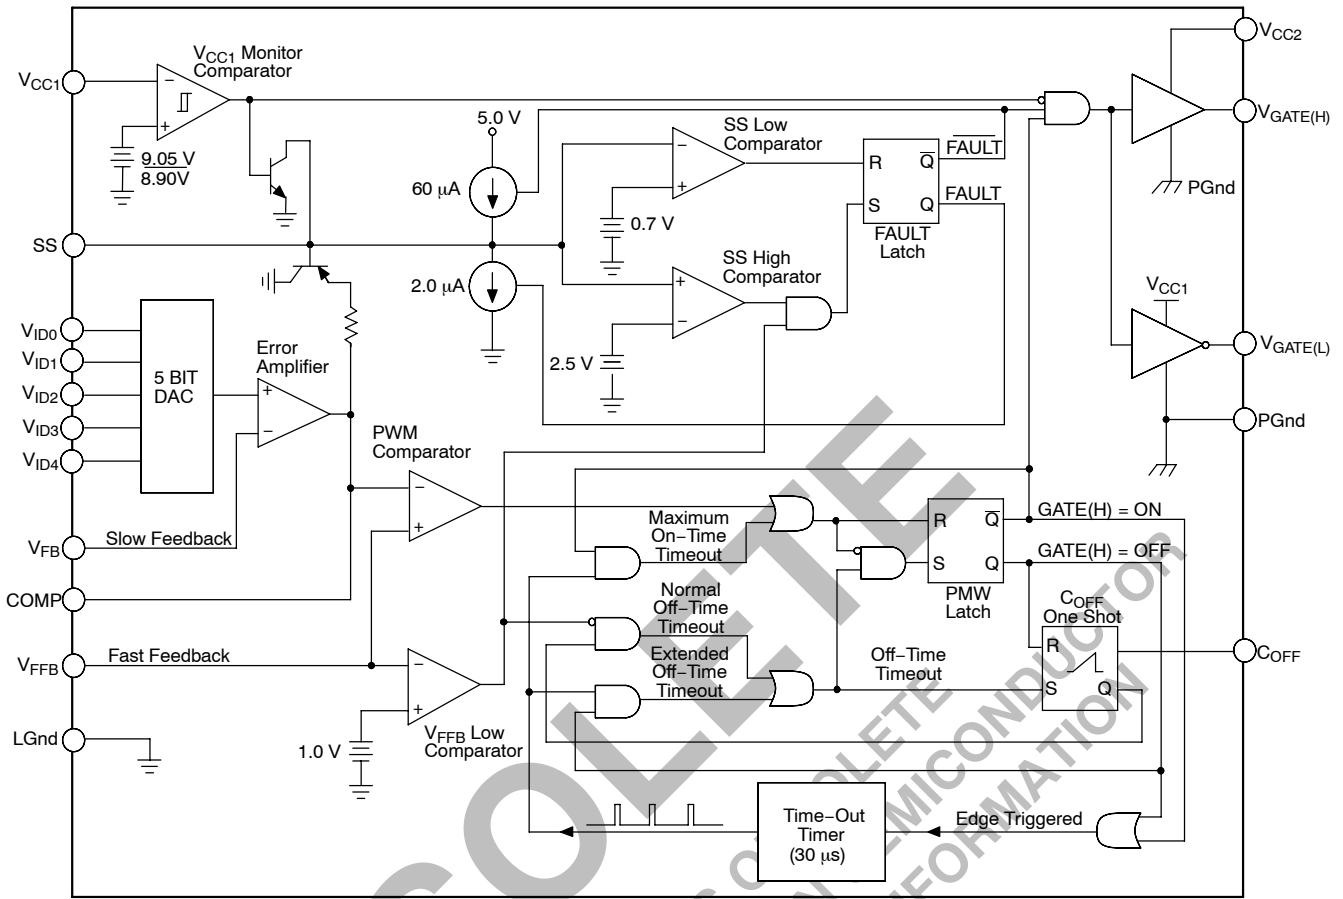 VCC1
VCC1 Monitor
Comparator
−
+
9.05 V
8.90V
SS
5.0 V
60 μA
2.0 μA
SS Low
Comparator
−
+
0.7 V
SS High
Comparator
+
−
2.5 V
R
Q
S
Q
FAULT
FAULT
FAULT
Latch
VCC2
VGATE(H)
PGnd
VCC1
VGATE(L)
PGnd
VID0
VID1
VID2
VID3
VID4
5 BIT
DAC
Error
Amplifier
+
−
PWM
Comparator
−
+
VFB
Slow Feedback
COMP
VFFB
Fast Feedback
−
+
VFFB Low
Comparator
1.0 V
LGnd
Maximum
On−Time
Timeout
Normal
Off−Time
Timeout
Extended
Off−Time
Timeout
R
Q
S
Q
PMW
Latch
GATE(H) = ON
GATE(H) = OFF
COFF
One Shot
R
S
Q
COFF
Off−Time
Timeout
Time−Out
Timer
(30 μs)
Edge Triggered
OLETE
OLETE
MICONDUCTOR
FORMATION